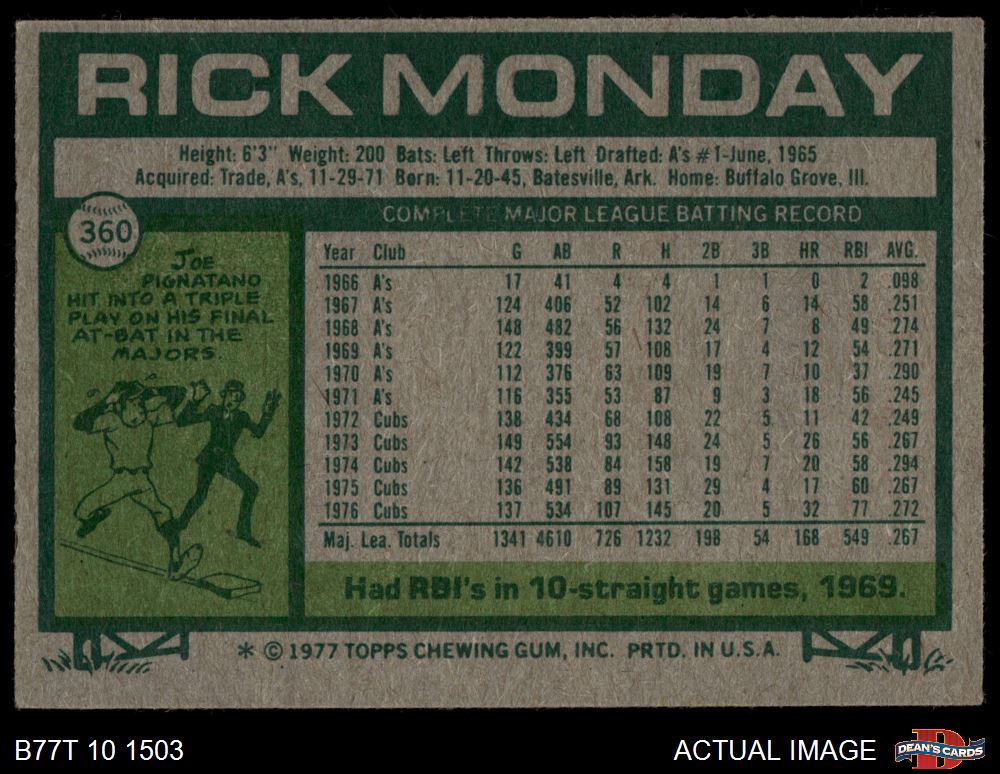 RICK MONDAY
Height: 6'3" Weight: 200 Bats: Left Throws: Left Drafted: A's #1-June, 1965
Acquired: Trade, A's, 11-29-71 Born: 11-20-45, Batesville, Ark. Home: Buffalo Grove, Ill.
360
JOE
PIGNATANO
HIT INTO A TRIPLE
PLAY ON HIS FINAL
AT-BAT IN THE
MAJORS
COMPLETE MAJOR LEAGUE BATTING RECORD
Year Club G AB R H 2B 3B HR RBI AVG.
1966 A's 17 41 4 4 1 1 0 2 .098
1967 A's 124 406 52 102 14 6 14 58 .251
1968 A's 148 482 56 132 24 7 8 49 .274
1969 A's 122 399 57 108 17 4 12 54 .271
1970 A's 112 376 63 109 19 7 10 37 .290
1971 A's 116 355 53 87 9 3 18 56 .245
1972 Cubs 138 434 68 108 22 5 11 42 .249
1973 Cubs 149 554 93 148 24 5 26 56 .267
1974 Cubs 142 538 84 158 19 7 20 58 .294
1975 Cubs 136 491 89 131 29 4 17 60 .267
1976 Cubs 137 534 107 145 20 5 32 77 .272
Maj. Lea. Totals 1341 4610 726 1232 198 54 168 549 .267
Had RBI's in 10-straight games, 1969.
* © 1977 TOPPS CHEWING GUM, INC. PRTD. IN U.S.A.
B77T 10 1503
ACTUAL IMAGE
D
DEAN'S CARDS